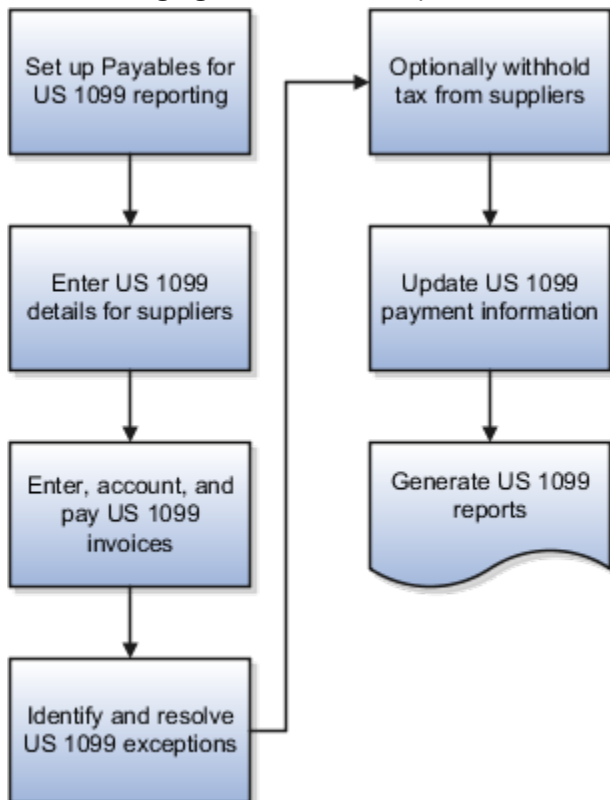 Set up Payables for
US 1099 reporting
Enter US 1099
details for suppliers
Enter, account, and
pay US 1099
invoices
Identify and resolve
US 1099 exceptions
Optionally withhold
tax from suppliers
Update US 1099
payment information
Generate US 1099
reports